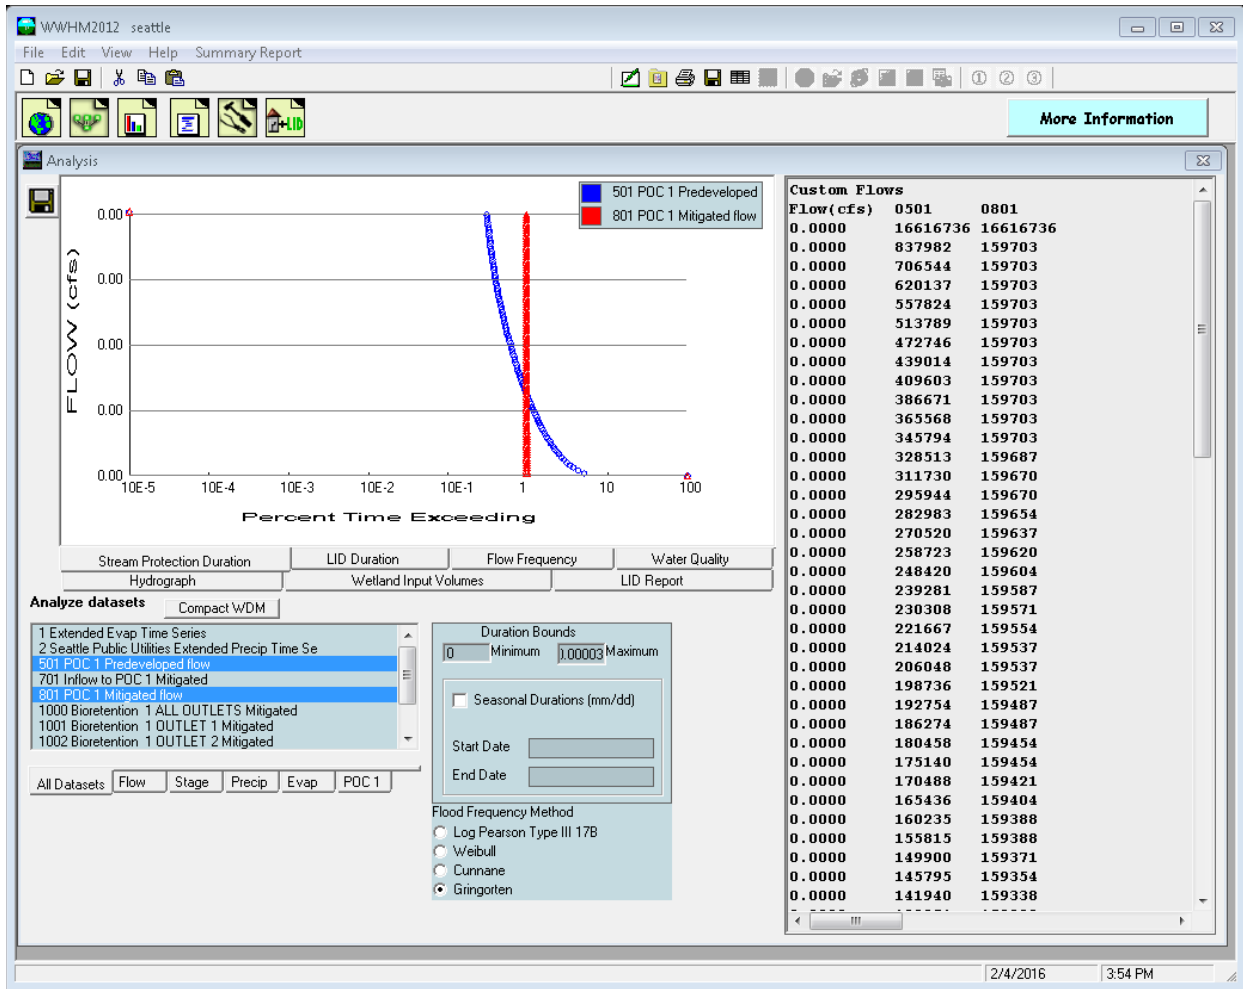 WWHM2012 seattle
File Edit View Help Summary Report
More Information
Analysis
501 POC 1 Predeveloped
801 POC 1 Mitigated flow
FLOW (cfs)
0.00
0.00
0.00
0.00
0.00
10E-5 10E-4 10E-3 10E-2 10E-1 1 10 100
Percent Time Exceeding
Stream Protection Duration LID Duration Flow Frequency Water Quality
Hydrograph Wetland Input Volumes LID Report
Analyze datasets Compact WDM
1 Extended Evap Time Series
2 Seattle Public Utilities Extended Precip Time Se
501 POC 1 Predeveloped flow
701 Inflow to POC 1 Mitigated
801 POC 1 Mitigated flow
1000 Bioretention 1 ALL OUTLETS Mitigated
1001 Bioretention 1 OUTLET 1 Mitigated
1002 Bioretention 1 OUTLET 2 Mitigated
All Datasets Flow Stage Precip Evap POC 1
Duration Bounds
0 Minimum 0.00003 Maximum
Seasonal Durations (mm/dd)
Start Date
End Date
Flood Frequency Method
Log Pearson Type III 17B
Weibull
Cunnane
Gringorten
Custom Flows
Flow(cfs) 0501 0801
0.0000 16616736 16616736
0.0000 837982 159703
0.0000 706544 159703
0.0000 620137 159703
0.0000 557824 159703
0.0000 513789 159703
0.0000 472746 159703
0.0000 439014 159703
0.0000 409603 159703
0.0000 386671 159703
0.0000 365568 159703
0.0000 345794 159703
0.0000 328513 159687
0.0000 311730 159670
0.0000 295944 159670
0.0000 282983 159654
0.0000 270520 159637
0.0000 258723 159620
0.0000 248420 159604
0.0000 239281 159587
0.0000 230308 159571
0.0000 221667 159554
0.0000 214024 159537
0.0000 206048 159537
0.0000 198736 159521
0.0000 192754 159487
0.0000 186274 159487
0.0000 180458 159454
0.0000 175140 159454
0.0000 170488 159421
0.0000 165436 159404
0.0000 160235 159388
0.0000 155815 159388
0.0000 149900 159371
0.0000 145795 159354
0.0000 141940 159338
2/4/2016 3:54 PM